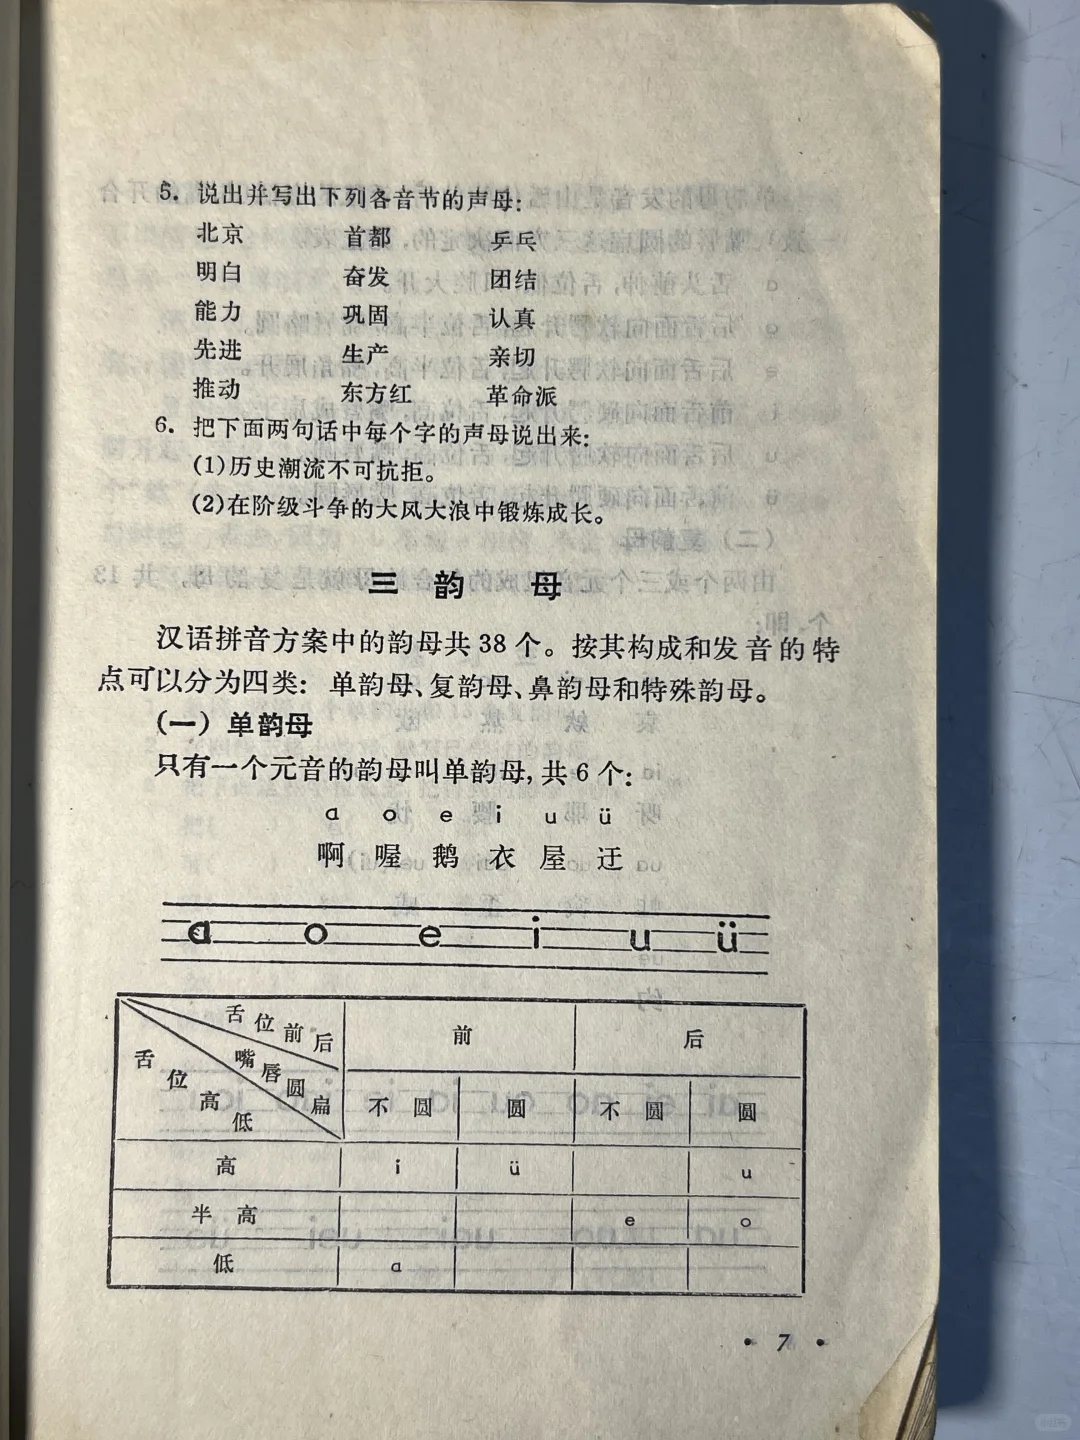 5. 说出并写出下列各音节的声母:
北京 首都 乒乓
明白 奋发 团结
能力 巩固 认真
先进 生产 亲切
推动 东方红 革命派
6. 把下面两句话中每个字的声母说出来:
(1)历史潮流不可抗拒。
(2)在阶级斗争的大风大浪中锻炼成长。
三 韵 母
汉语拼音方案中的韵母共38个。按其构成和发音的特
点可以分为四类: 单韵母、复韵母、鼻韵母和特殊韵母。
(一) 单韵母
只有一个元音的韵母叫单韵母, 共6个:
a o e i u ü
啊 喔 鹅 衣 屋 迂
a o e i u ü
舌位前后 前 后
嘴唇圆扁
舌位高低
不圆 圆 不圆 圆
高 i ü u
半高 e o
低 a
• 7 •